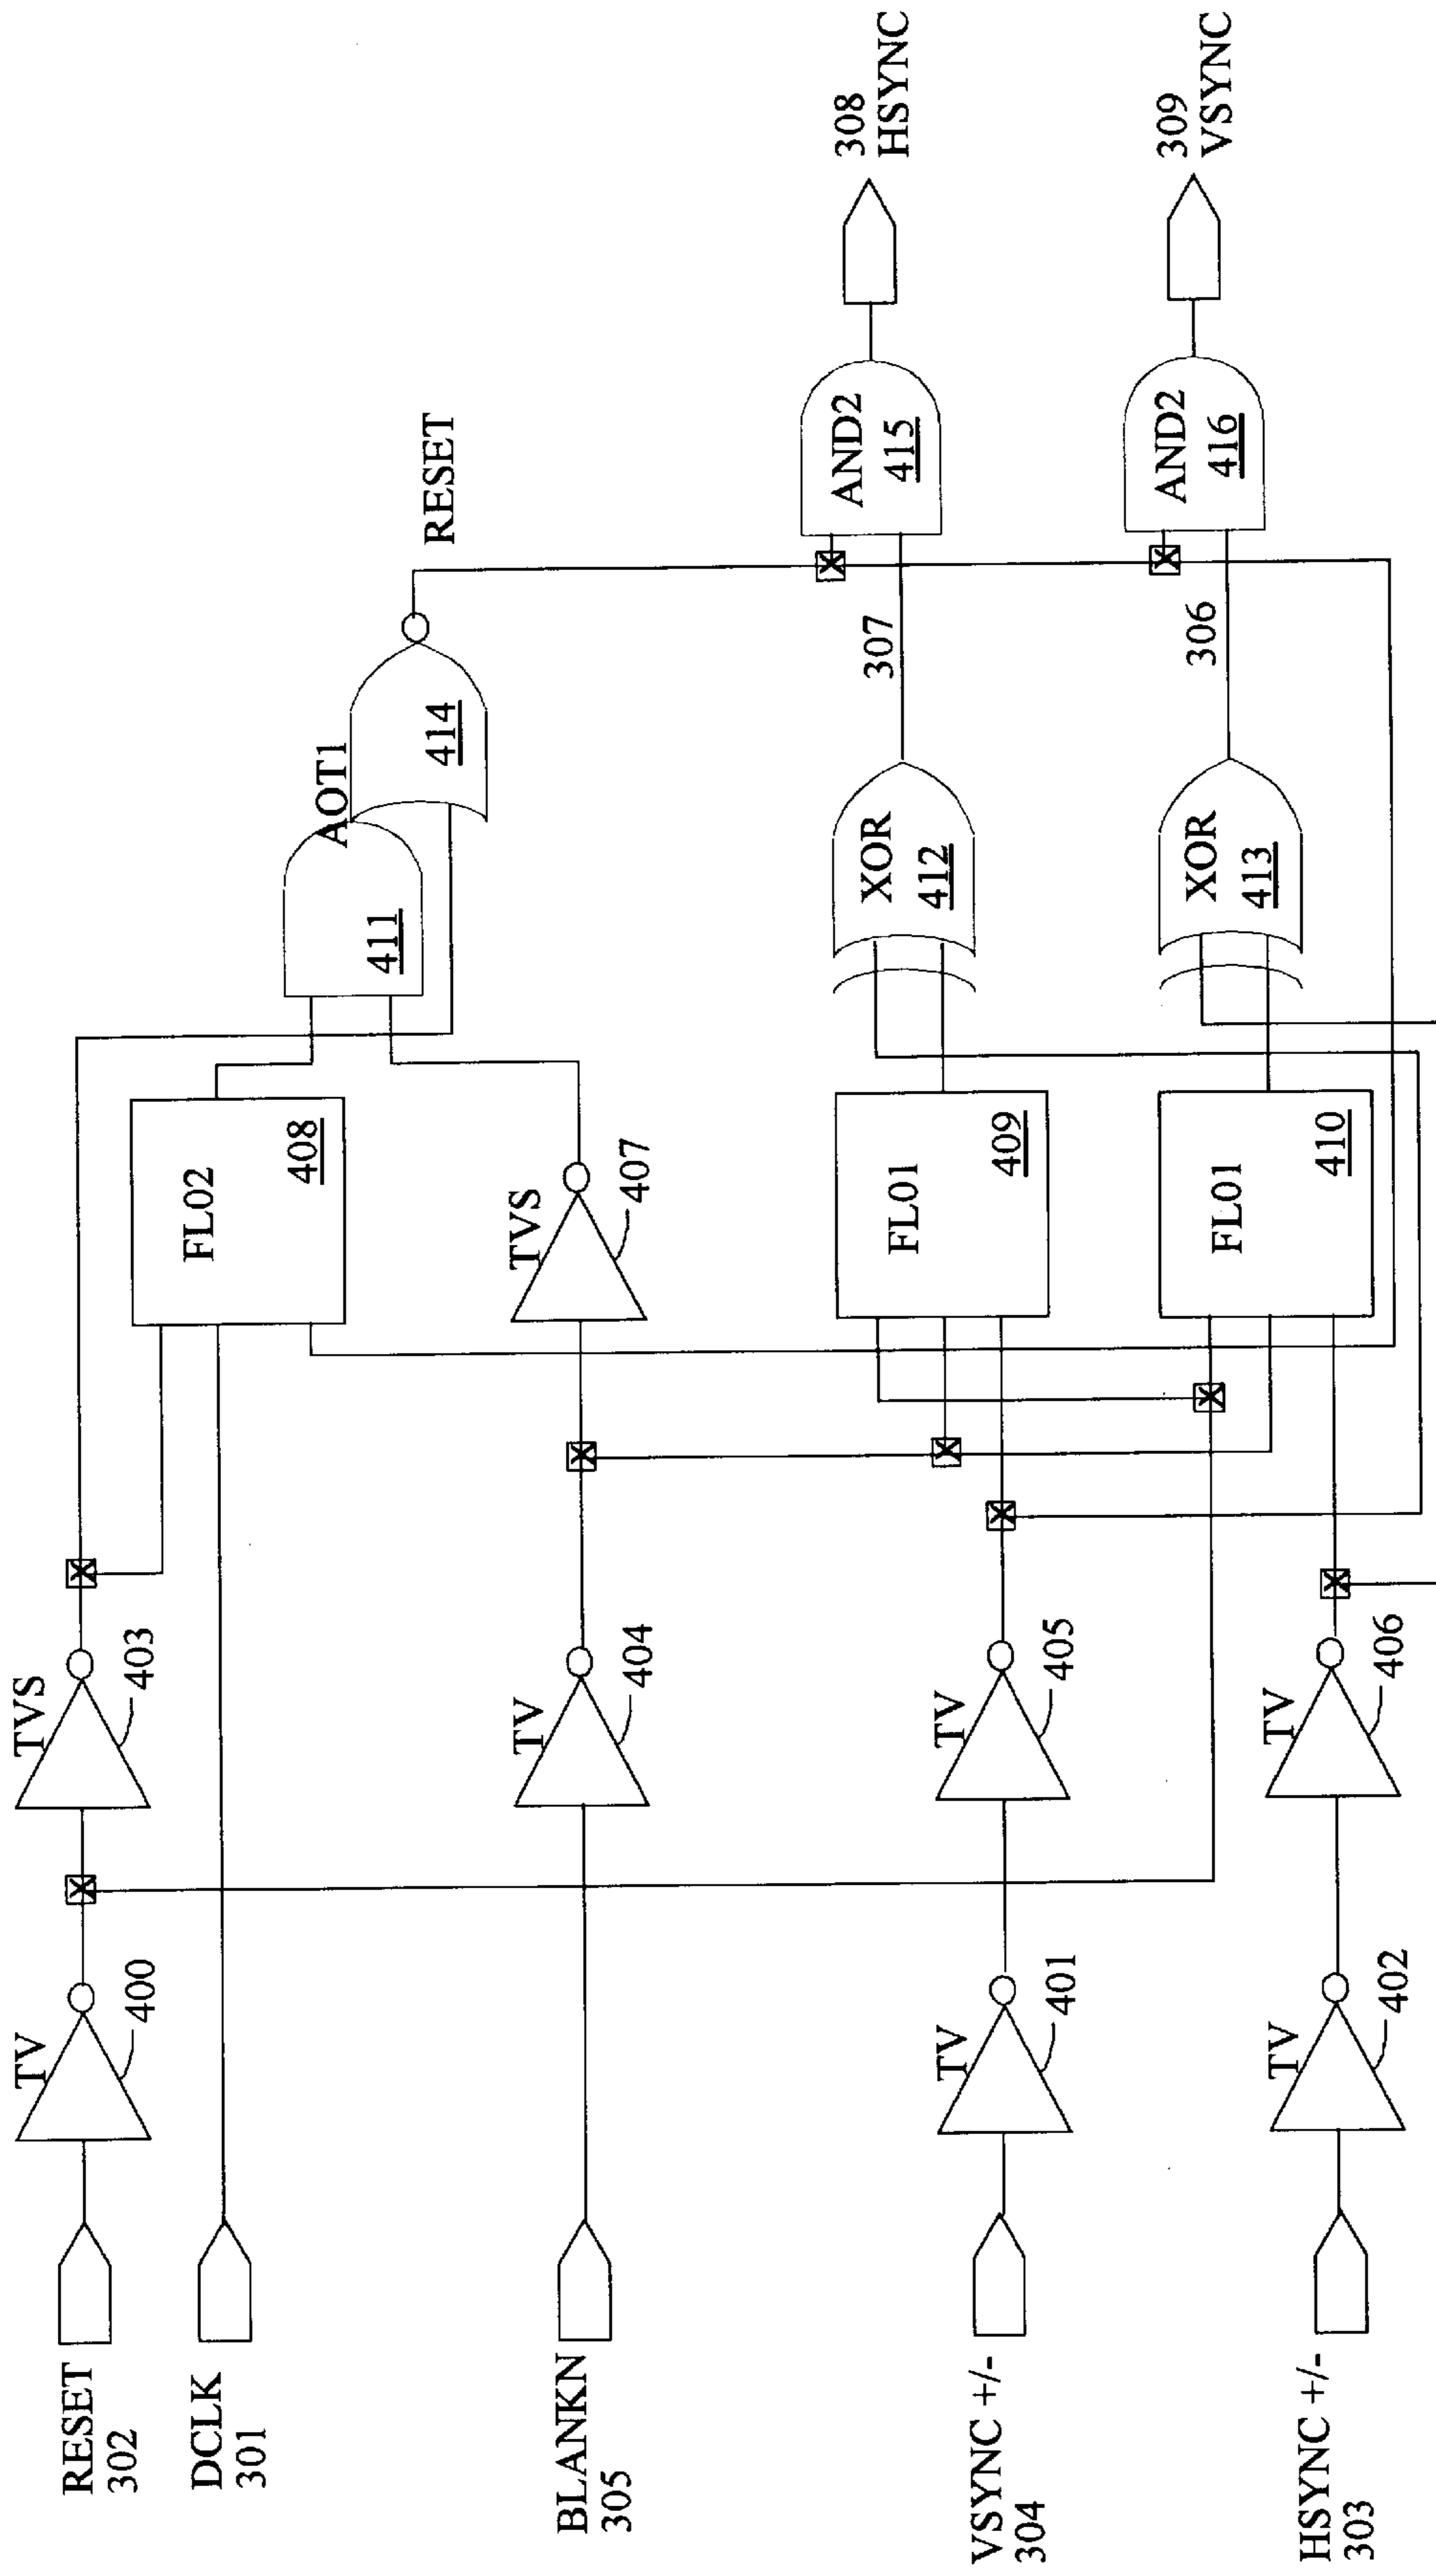 RESET
302
DCLK
301
BLANKN
305
VSYNC +/-
304
HSYNC +/-
303
TV
400
TV
401
TV
402
TVS
403
TV
404
TV
405
TV
406
FL02
408
TVS
407
FL01
409
FL01
410
AOT1
411
414
RESET
XOR
412
XOR
413
307
306
AND2
415
AND2
416
308
HSYNC
309
VSYNC